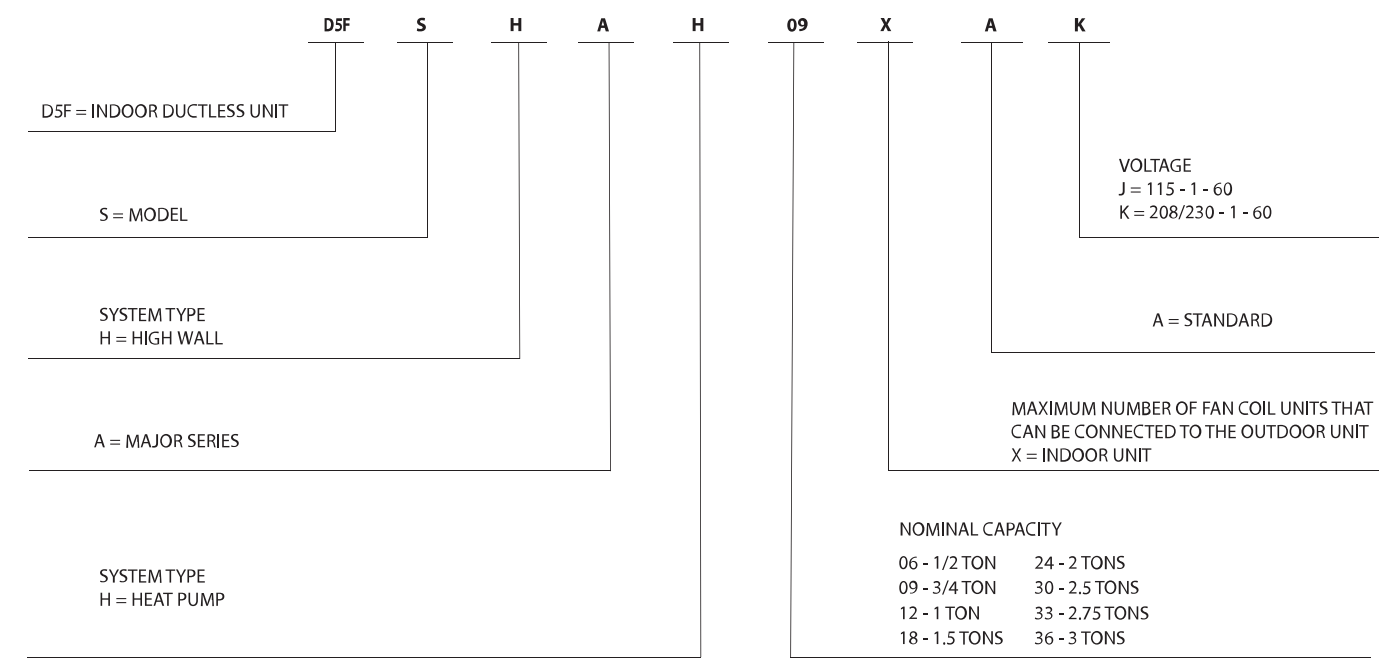 D5F S H A H 09 X A K
D5F = INDOOR DUCTLESS UNIT
VOLTAGE
J = 115 - 1 - 60
K = 208/230 - 1 - 60
S = MODEL
SYSTEM TYPE
H = HIGH WALL
A = STANDARD
MAXIMUM NUMBER OF FAN COIL UNITS THAT
CAN BE CONNECTED TO THE OUTDOOR UNIT
X = INDOOR UNIT
A = MAJOR SERIES
NOMINAL CAPACITY
06 - 1/2 TON 24 - 2 TONS
09 - 3/4 TON 30 - 2.5 TONS
12 - 1 TON 33 - 2.75 TONS
18 - 1.5 TONS 36 - 3 TONS
SYSTEM TYPE
H = HEAT PUMP